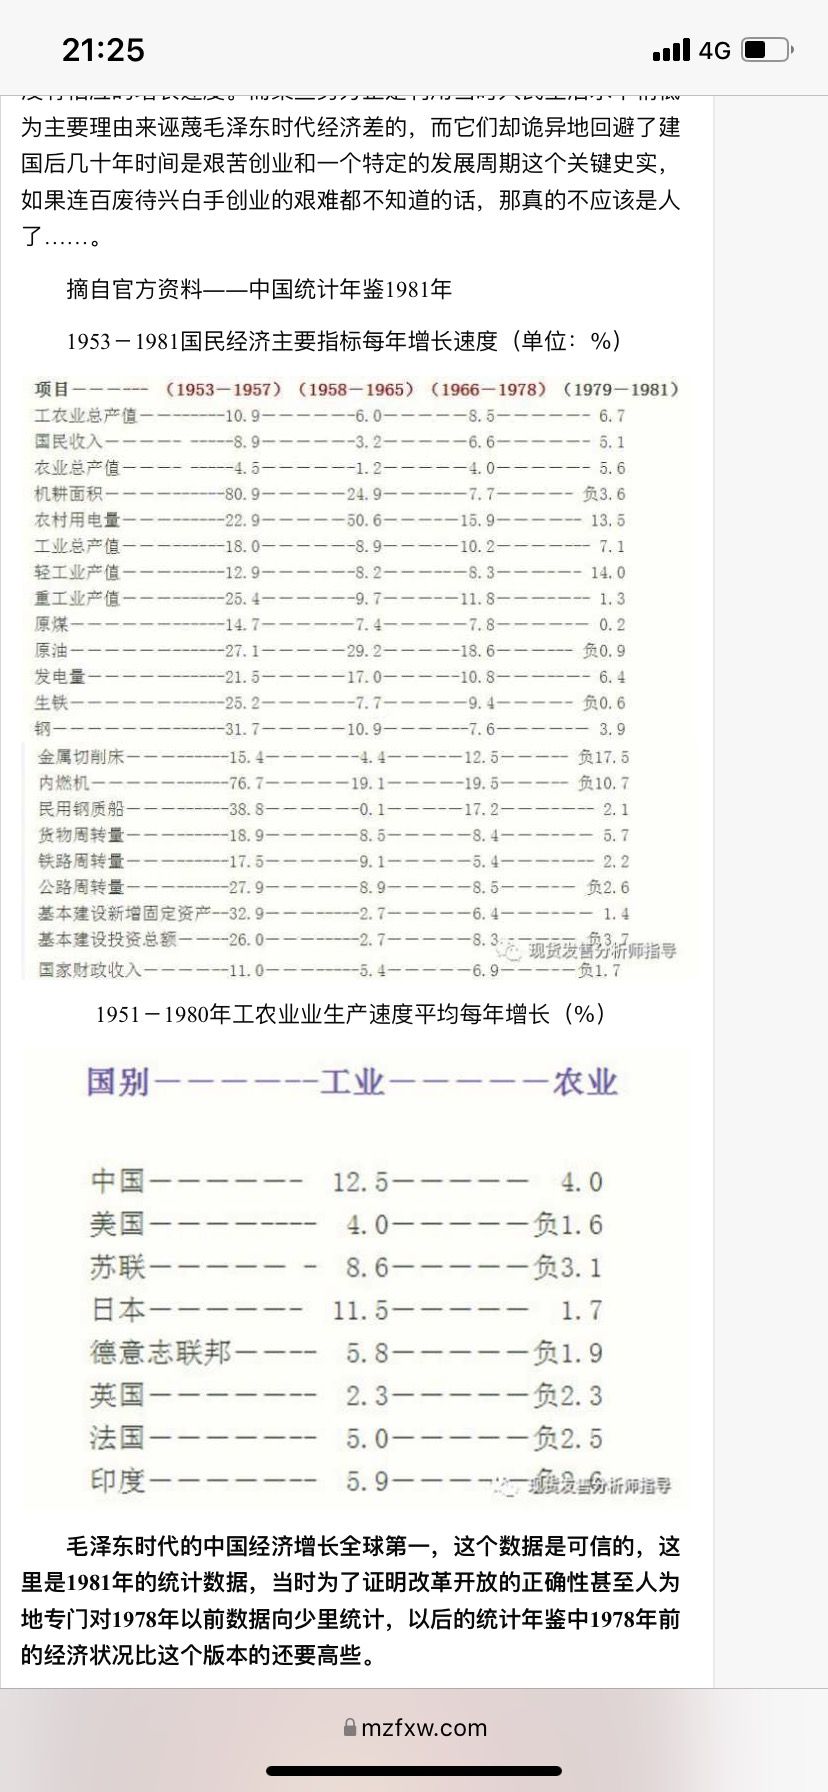 21:25
4G
为主要理由来诬蔑毛泽东时代经济差的，而它们却诡异地回避了建
国后几十年时间是艰苦创业和一个特定的发展周期这个关键史实，
如果连百废待兴白手创业的艰难都不知道的话，那真的不应该是人
了……。
摘自官方资料——中国统计年鉴1981年
1953－1981国民经济主要指标每年增长速度（单位：%）
项目------（1953－1957）（1958－1965）（1966－1978）（1979－1981）
工农业总产值---------10.9------6.0------8.5------ 6.7
国民收入----- -----8.9------3.2------6.6------ 5.1
农业总产值---- -----4.5------1.2------4.0------ 5.6
机耕面积-----------80.9------24.9-------7.7----- 负3.6
农村用电量----------22.9------50.6------15.9------ 13.5
工业总产值----------18.0------8.9------10.2------- 7.1
轻工业产值----------12.9------8.2------8.3------ 14.0
重工业产值----------25.4------9.7------11.8------- 1.3
原煤-------------14.7-------7.4------7.8------- 0.2
原油-------------27.1------29.2------18.6------ 负0.9
发电量------------21.5------17.0------10.8------- 6.4
生铁-------------25.2------7.7------9.4----- 负0.6
钢--------------31.7------10.9-------7.6------- 3.9
金属切削床---------15.4-------4.4------12.5----- 负17.5
内燃机------------76.7------19.1------19.5----- 负10.7
民用钢质船---------38.8------0.1------17.2------- 2.1
货物周转量---------18.9------8.5------8.4------ 5.7
铁路周转量---------17.5------9.1------5.4------- 2.2
公路周转量---------27.9------8.9------8.5----- 负2.6
基本建设新增固定资产--32.9--------2.7------6.4------ 1.4
基本建设投资总额----26.0--------2.7------8.3------ 负3.7
现货发售分析师指导
国家财政收入-------11.0--------5.4------6.9------负1.7
1951－1980年工农业业生产速度平均每年增长（%）
国别-------工业-----农业
中国------ 12.5----- 4.0
美国-------- 4.0-----负1.6
苏联----- - 8.6-----负3.1
日本------ 11.5----- 1.7
德意志联邦---- 5.8-----负1.9
英国------- 2.3-----负2.3
法国------- 5.0-----负2.5
印度------- 5.9-----
现货发售分析师指导
毛泽东时代的中国经济增长全球第一，这个数据是可信的，这
里是1981年的统计数据，当时为了证明改革开放的正确性甚至人为
地专门对1978年以前数据向少里统计，以后的统计年鉴中1978年前
的经济状况比这个版本的还要高些。
mzfxw.com